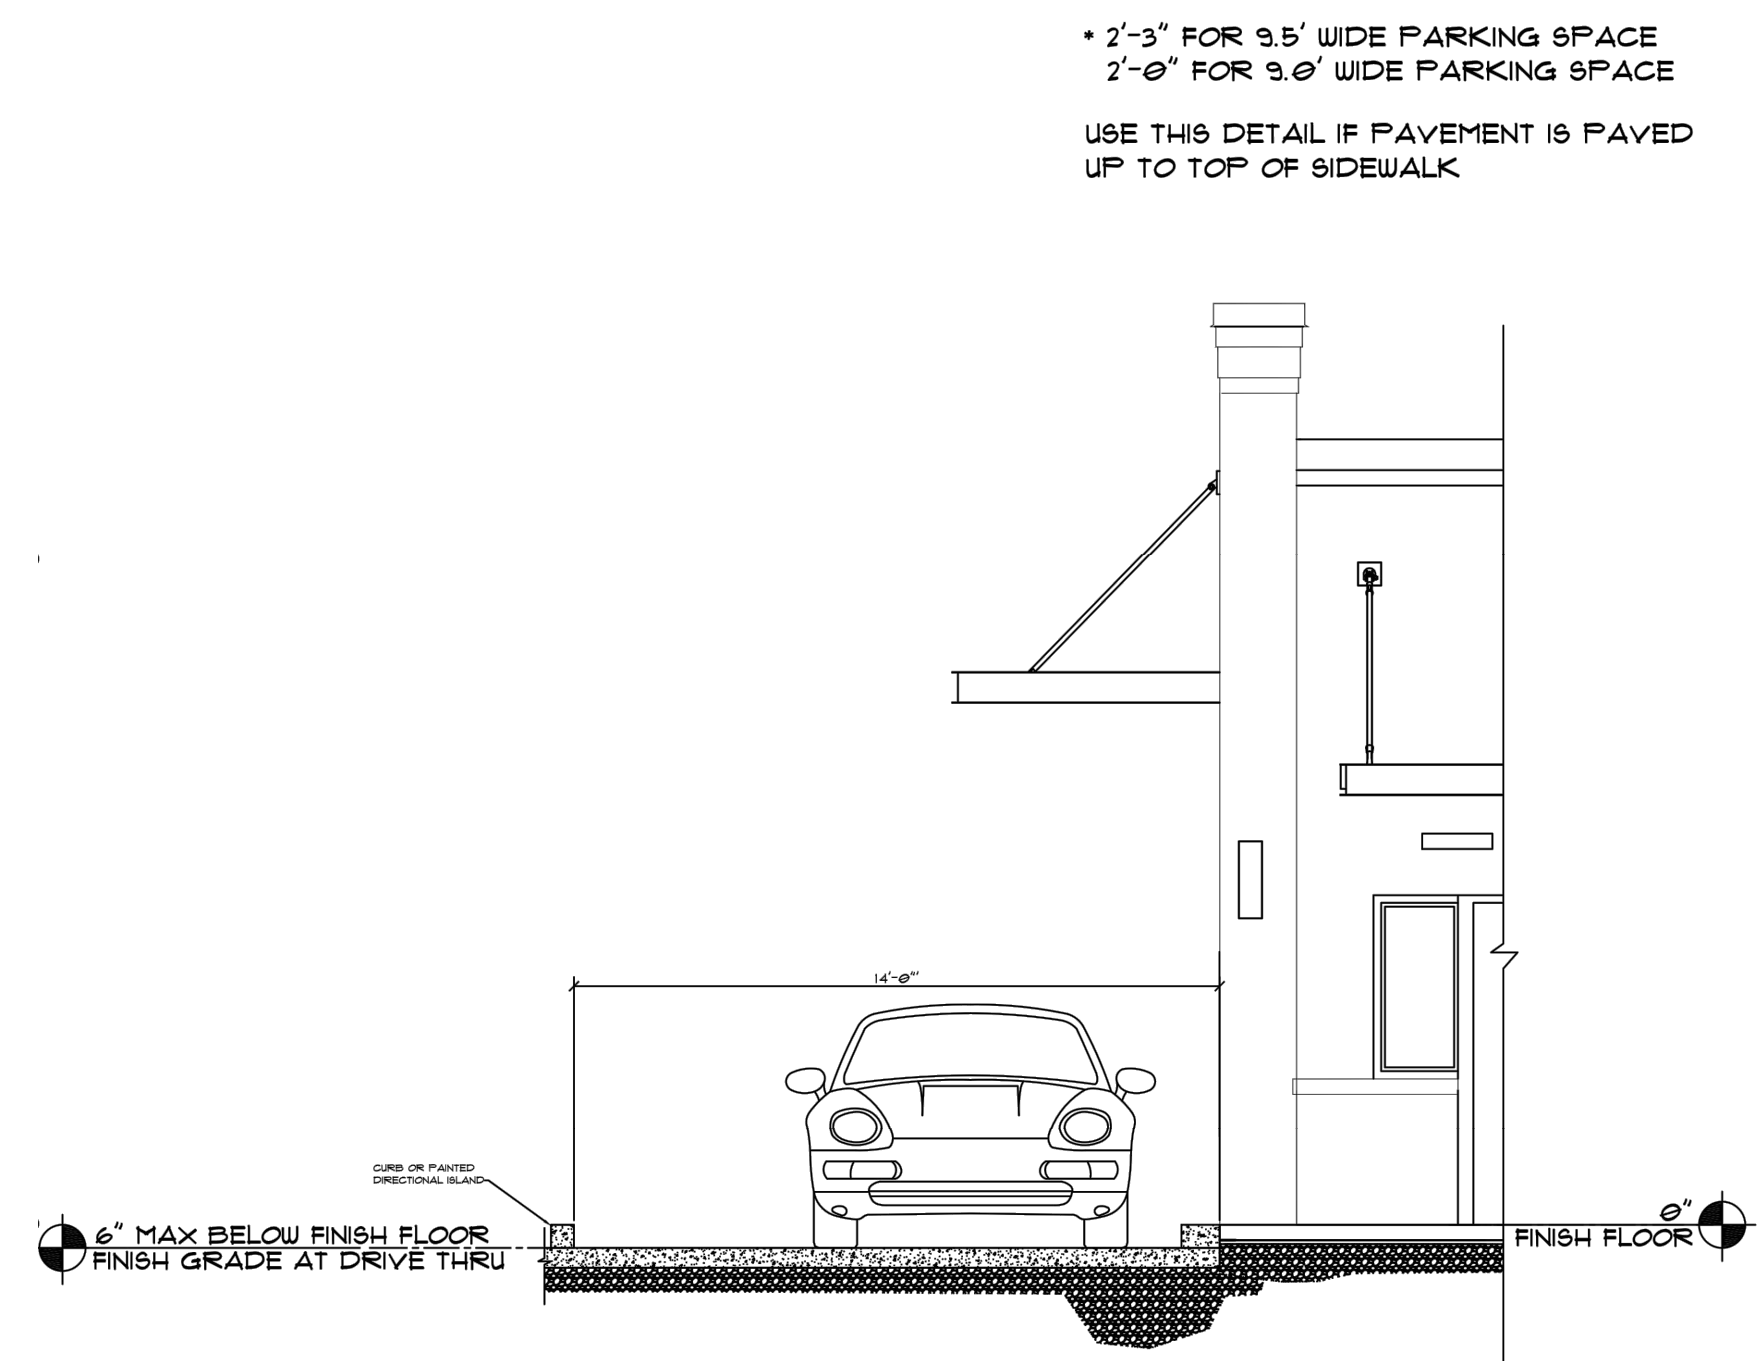 * 2'-3" FOR 9.5' WIDE PARKING SPACE
2'-0" FOR 9.0' WIDE PARKING SPACE
USE THIS DETAIL IF PAVEMENT IS PAVED
UP TO TOP OF SIDEWALK
14'-0"'
CURB OR PAINTED
DIRECTIONAL ISLAND
6" MAX BELOW FINISH FLOOR
FINISH GRADE AT DRIVE THRU
0"
FINISH FLOOR